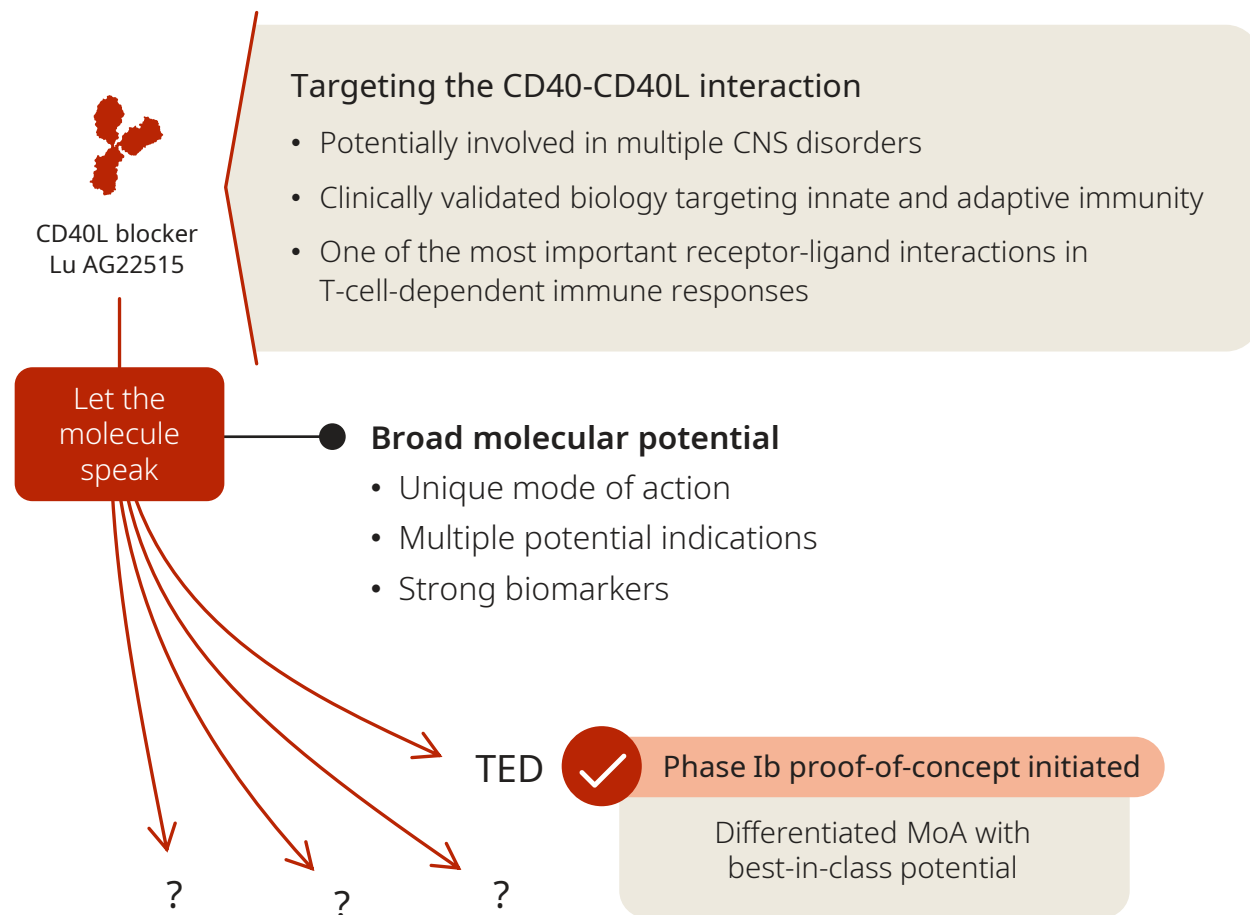 Targeting the CD40-CD40L interaction
• Potentially involved in multiple CNS disorders
• Clinically validated biology targeting innate and adaptive immunity
• One of the most important receptor-ligand interactions in
T-cell-dependent immune responses
CD40L blocker
Lu AG22515
Let the
molecule
speak
Broad molecular potential
• Unique mode of action
• Multiple potential indications
• Strong biomarkers
TED
Phase Ib proof-of-concept initiated
Differentiated MoA with
best-in-class potential
?
?
?